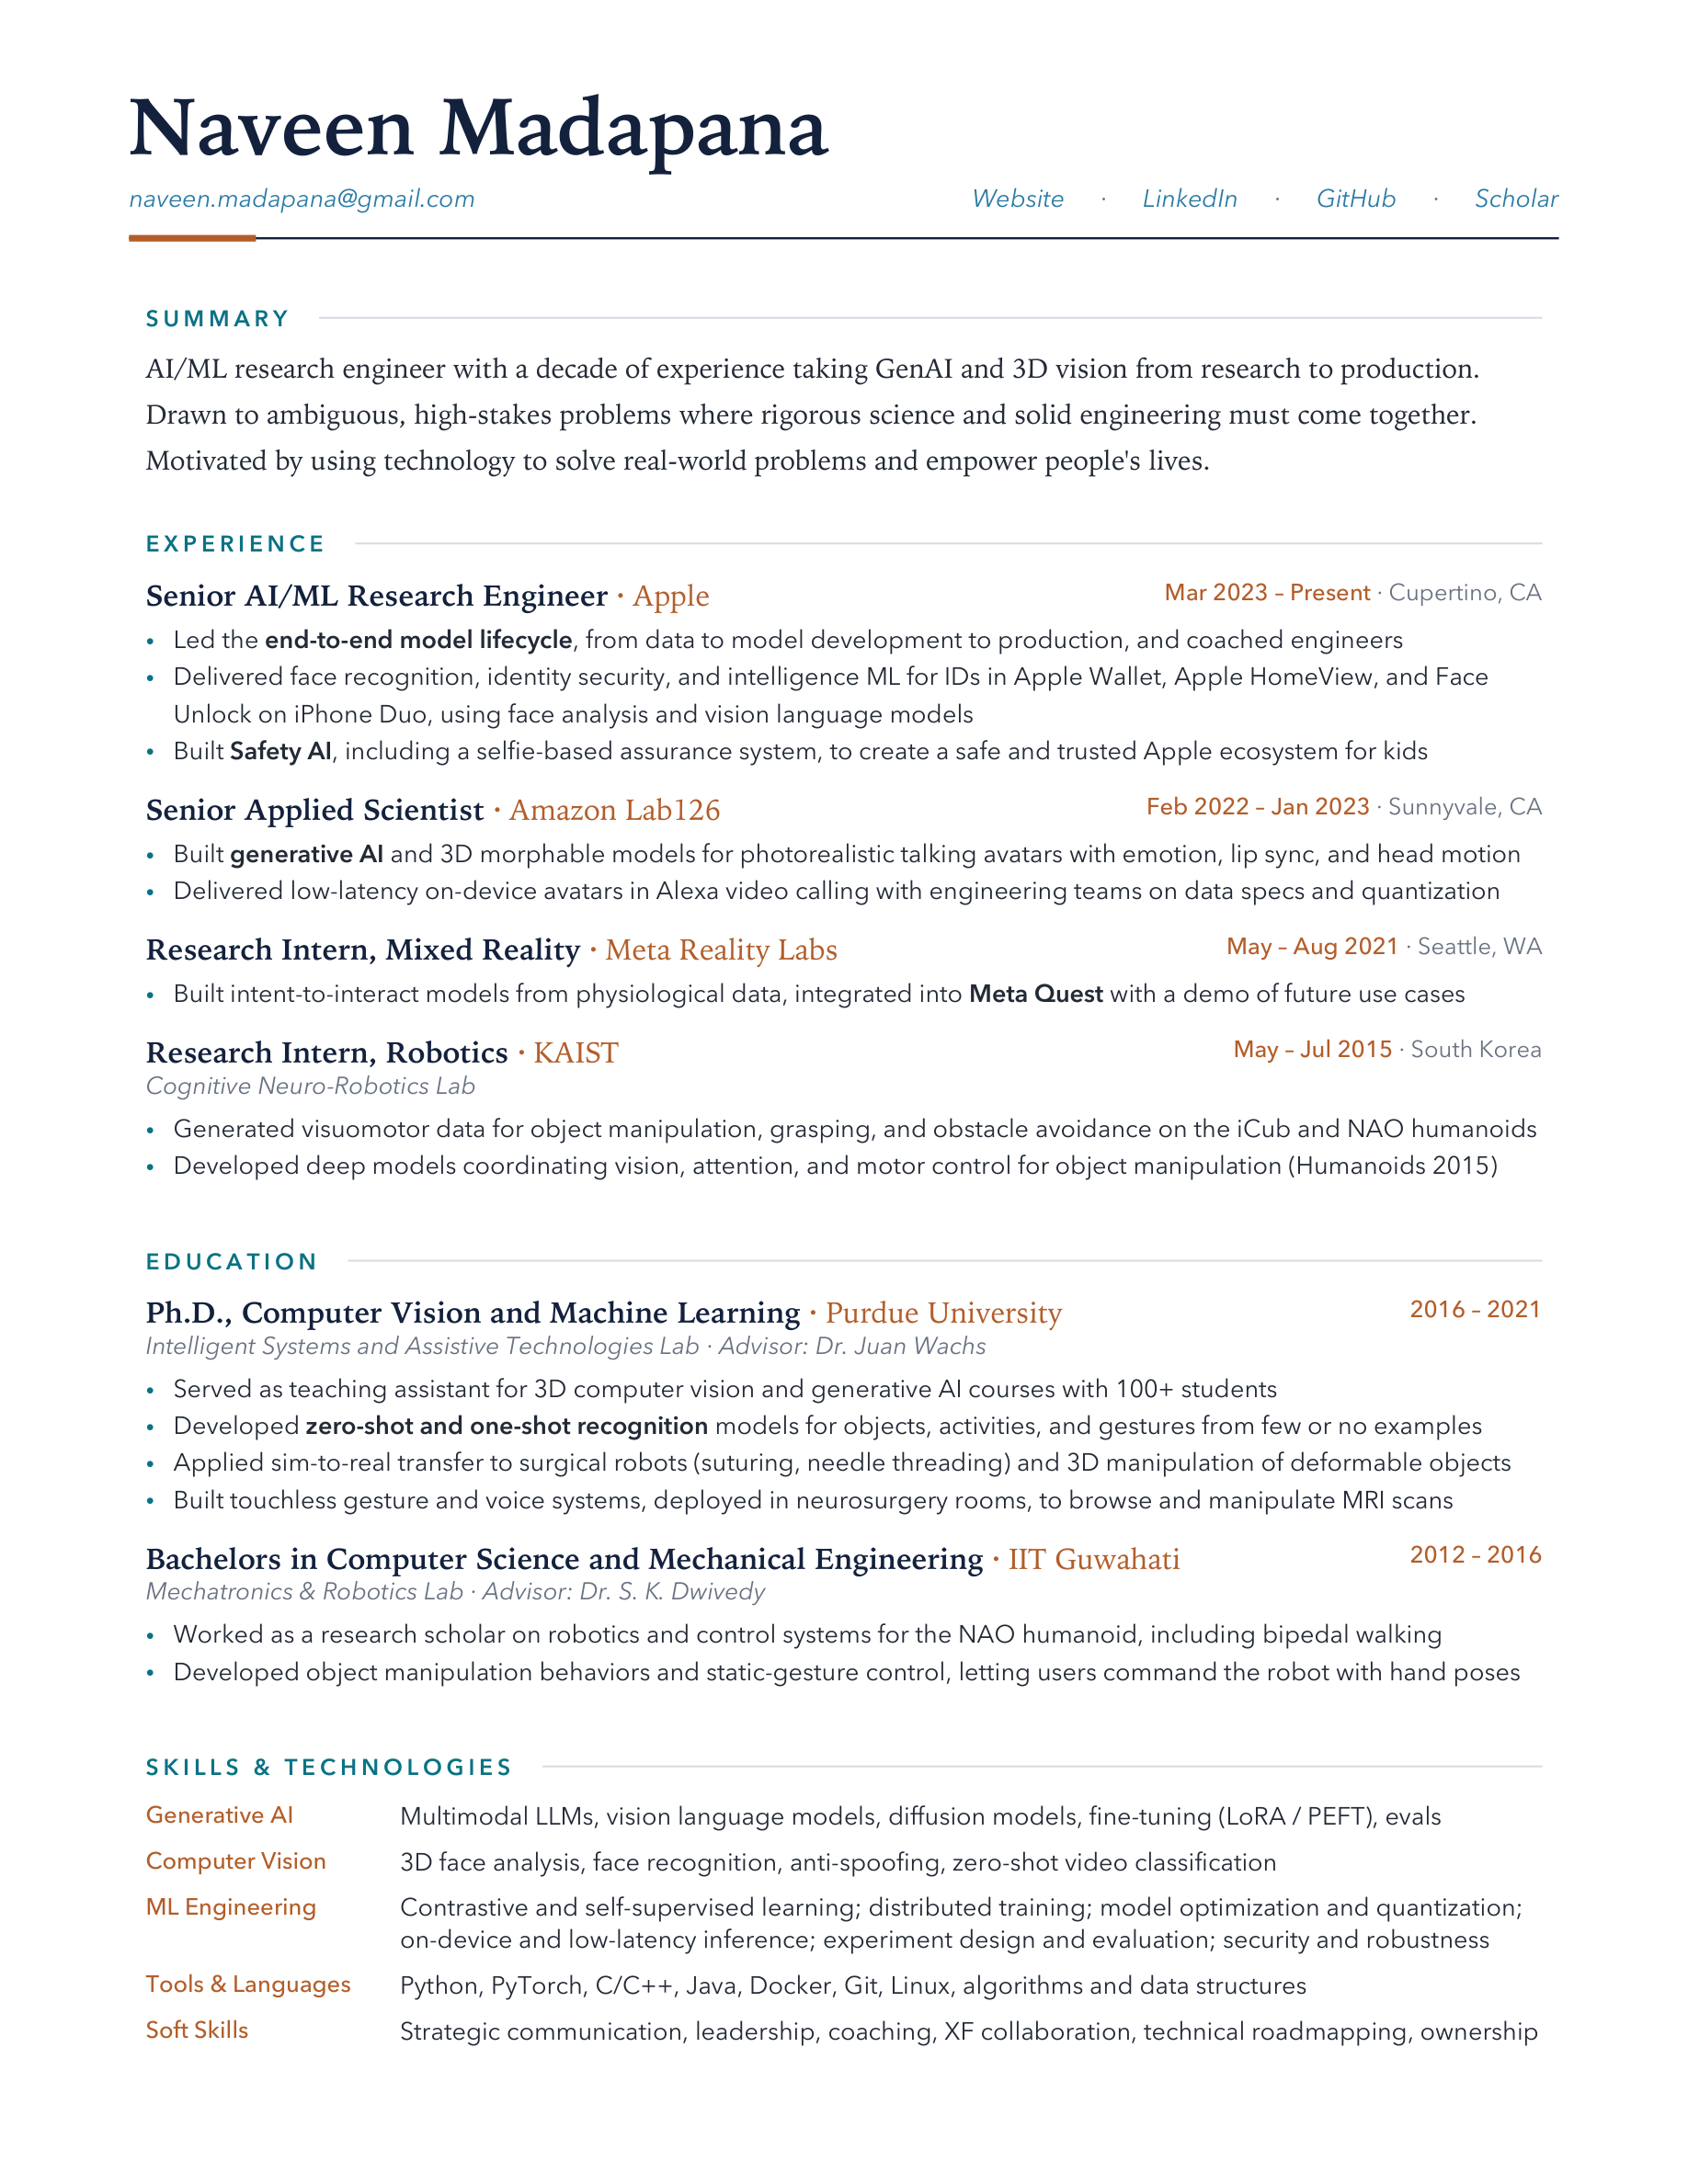 Naveen Madapana
naveen.madapana@gmail.com Website · LinkedIn · GitHub · Scholar
SUMMARY
AI/ML research engineer with a decade of experience taking GenAI and 3D vision from research to production.
Drawn to ambiguous, high-stakes problems where rigorous science and solid engineering must come together.
Motivated by using technology to solve real-world problems and empower people's lives.
EXPERIENCE
Senior AI/ML Research Engineer · Apple Mar 2023 – Present · Cupertino, CA
• Led the end-to-end model lifecycle, from data to model development to production, and coached engineers
• Delivered face recognition, identity security, and intelligence ML for IDs in Apple Wallet, Apple HomeView, and Face
Unlock on iPhone Duo, using face analysis and vision language models
• Built Safety AI, including a selfie-based assurance system, to create a safe and trusted Apple ecosystem for kids
Senior Applied Scientist · Amazon Lab126 Feb 2022 – Jan 2023 · Sunnyvale, CA
• Built generative AI and 3D morphable models for photorealistic talking avatars with emotion, lip sync, and head motion
• Delivered low-latency on-device avatars in Alexa video calling with engineering teams on data specs and quantization
Research Intern, Mixed Reality · Meta Reality Labs May – Aug 2021 · Seattle, WA
• Built intent-to-interact models from physiological data, integrated into Meta Quest with a demo of future use cases
Research Intern, Robotics · KAIST May – Jul 2015 · South Korea
Cognitive Neuro-Robotics Lab
• Generated visuomotor data for object manipulation, grasping, and obstacle avoidance on the iCub and NAO humanoids
• Developed deep models coordinating vision, attention, and motor control for object manipulation (Humanoids 2015)
EDUCATION
Ph.D., Computer Vision and Machine Learning · Purdue University 2016 – 2021
Intelligent Systems and Assistive Technologies Lab · Advisor: Dr. Juan Wachs
• Served as teaching assistant for 3D computer vision and generative AI courses with 100+ students
• Developed zero-shot and one-shot recognition models for objects, activities, and gestures from few or no examples
• Applied sim-to-real transfer to surgical robots (suturing, needle threading) and 3D manipulation of deformable objects
• Built touchless gesture and voice systems, deployed in neurosurgery rooms, to browse and manipulate MRI scans
Bachelors in Computer Science and Mechanical Engineering · IIT Guwahati 2012 – 2016
Mechatronics & Robotics Lab · Advisor: Dr. S. K. Dwivedy
• Worked as a research scholar on robotics and control systems for the NAO humanoid, including bipedal walking
• Developed object manipulation behaviors and static-gesture control, letting users command the robot with hand poses
SKILLS & TECHNOLOGIES
Generative AI Multimodal LLMs, vision language models, diffusion models, fine-tuning (LoRA / PEFT), evals
Computer Vision 3D face analysis, face recognition, anti-spoofing, zero-shot video classification
ML Engineering Contrastive and self-supervised learning; distributed training; model optimization and quantization;
on-device and low-latency inference; experiment design and evaluation; security and robustness
Tools & Languages Python, PyTorch, C/C++, Java, Docker, Git, Linux, algorithms and data structures
Soft Skills Strategic communication, leadership, coaching, XF collaboration, technical roadmapping, ownership